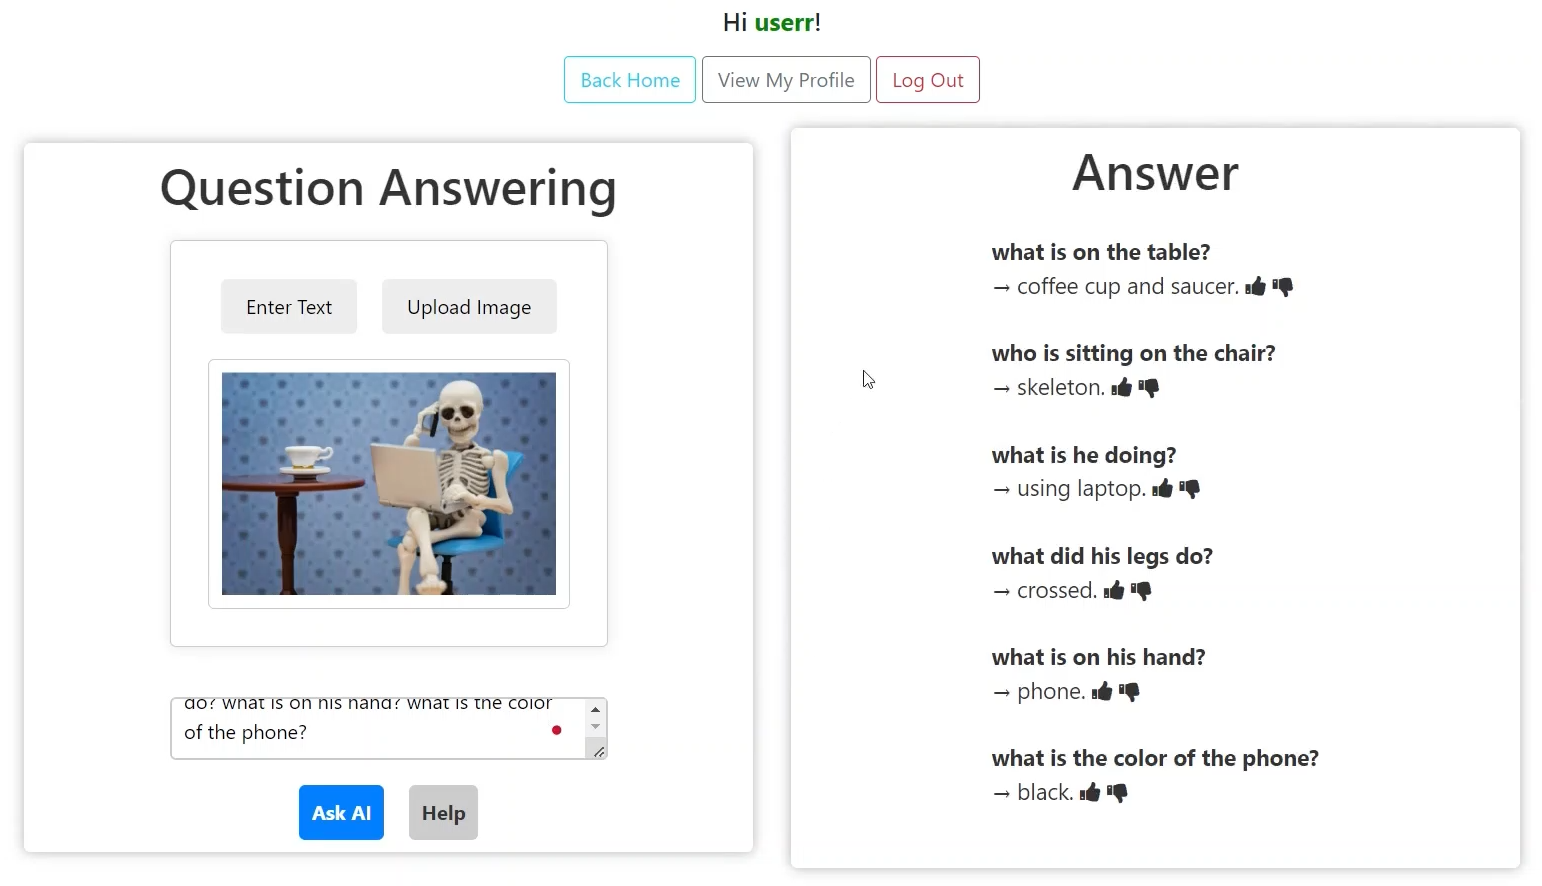 Hi userr!
Back Home View My Profile Log Out
Question Answering
Enter Text Upload Image
do? what is on his hand? what is the color
of the phone?
Ask AI Help
Answer
what is on the table?
→ coffee cup and saucer.
who is sitting on the chair?
→ skeleton.
what is he doing?
→ using laptop.
what did his legs do?
→ crossed.
what is on his hand?
→ phone.
what is the color of the phone?
→ black.